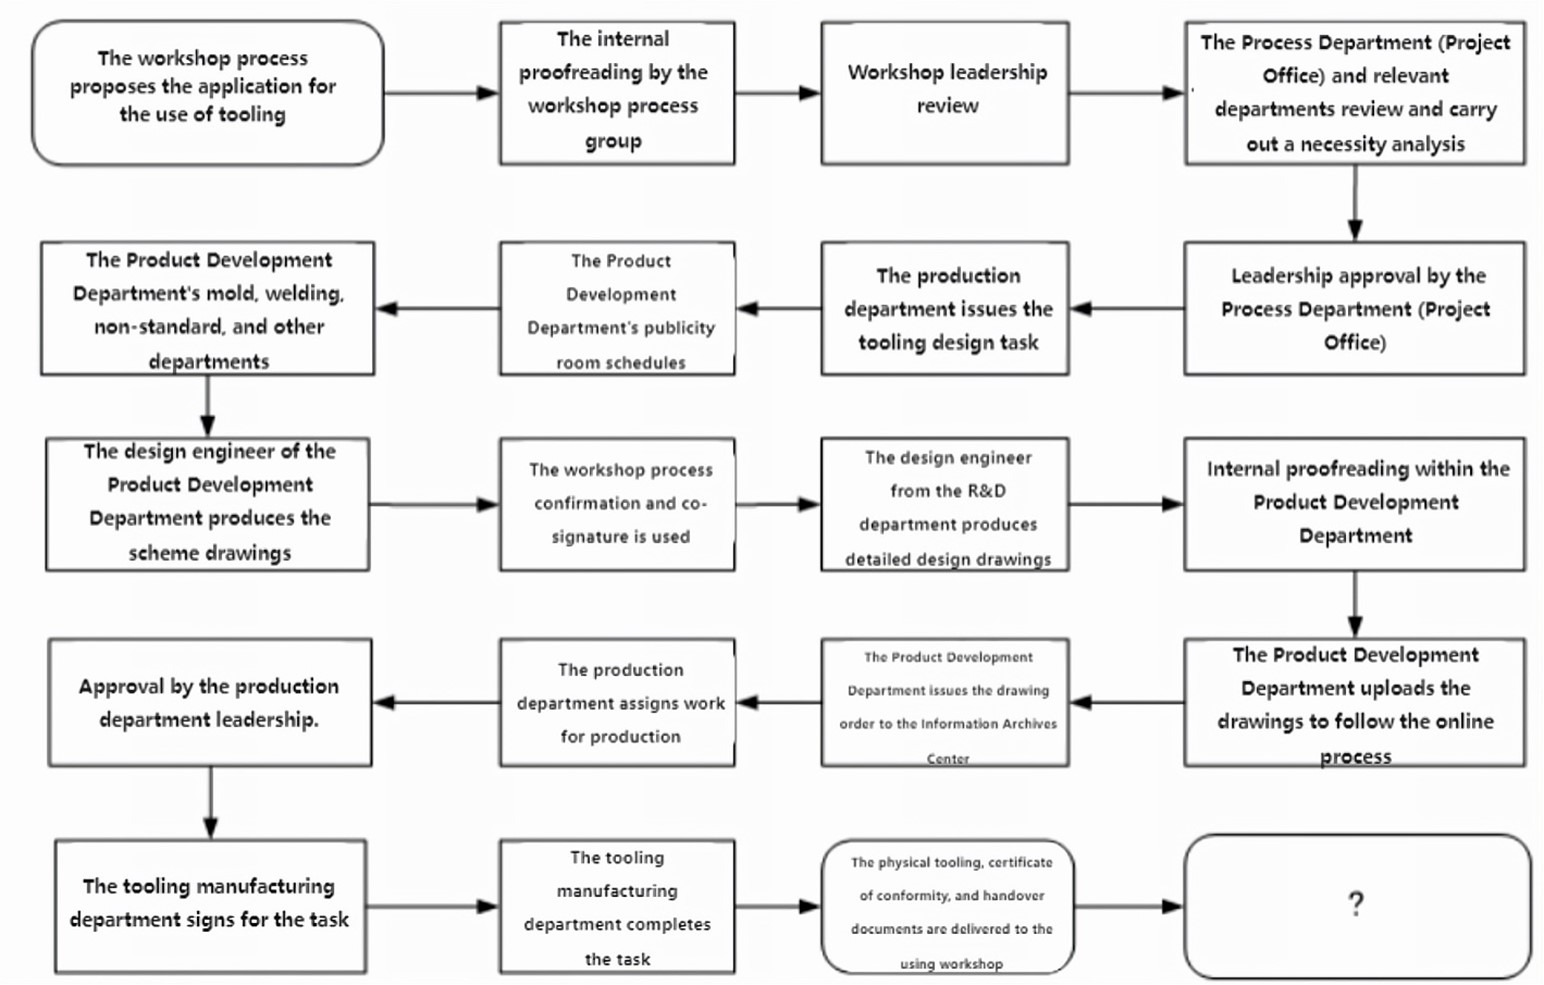 The workshop process
proposes the application for
the use of tooling
The internal
proofreading by the
workshop process
group
Workshop leadership
review
The Process Department (Project
Office) and relevant
departments review and carry
out a necessity analysis
The Product Development
Department's mold, welding,
non-standard, and other
departments
The Product
Development
Department's publicity
room schedules
The production
department issues the
tooling design task
Leadership approval by the
Process Department (Project
Office)
The design engineer of the
Product Development
Department produces the
scheme drawings
The workshop process
confirmation and co-
signature is used
The design engineer
from the R&D
department produces
detailed design drawings
Internal proofreading within the
Product Development
Department
Approval by the production
department leadership.
The production
department assigns work
for production
The Product Development
Department issues the drawing
order to the Information Archives
Center
The Product Development
Department uploads the
drawings to follow the online
process
The tooling manufacturing
department signs for the task
The tooling
manufacturing
department completes
the task
The physical tooling, certificate
of conformity, and handover
documents are delivered to the
using workshop
?